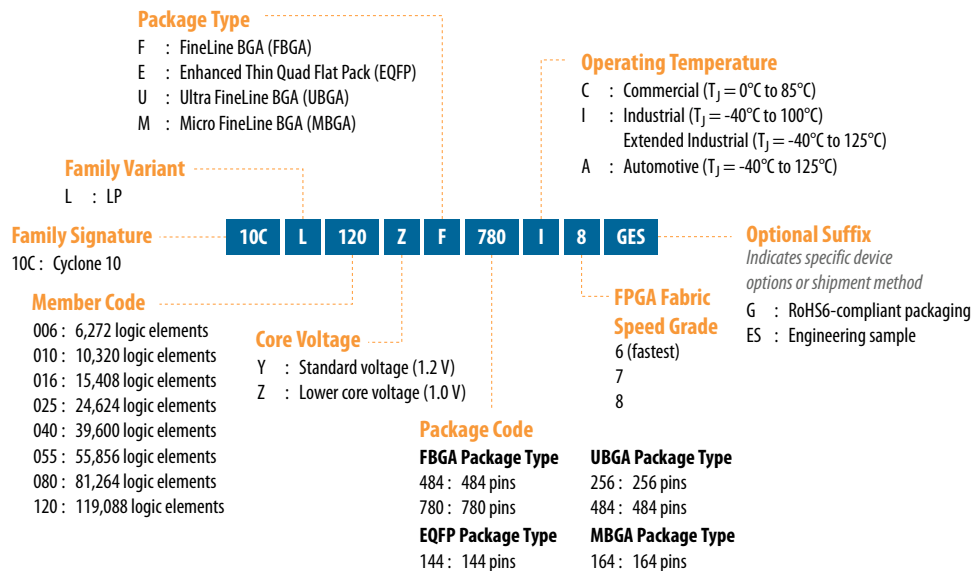 Package Type
F : FineLine BGA (FBGA)
E : Enhanced Thin Quad Flat Pack (EQFP)
U : Ultra FineLine BGA (UBGA)
M : Micro FineLine BGA (MBGA)
Operating Temperature
C : Commercial (TJ = 0°C to 85°C)
I : Industrial (TJ = -40°C to 100°C)
Extended Industrial (TJ = -40°C to 125°C)
A : Automotive (TJ = -40°C to 125°C)
Family Variant
L : LP
Family Signature
10C : Cyclone 10
10C L 120 Z F 780 I 8 GES
Optional Suffix
Indicates specific device
options or shipment method
G : RoHS6-compliant packaging
ES : Engineering sample
Member Code
006 : 6,272 logic elements
010 : 10,320 logic elements
016 : 15,408 logic elements
025 : 24,624 logic elements
040 : 39,600 logic elements
055 : 55,856 logic elements
080 : 81,264 logic elements
120 : 119,088 logic elements
Core Voltage
Y : Standard voltage (1.2 V)
Z : Lower core voltage (1.0 V)
FPGA Fabric
Speed Grade
6 (fastest)
7
8
Package Code
FBGA Package Type
484 : 484 pins
780 : 780 pins
EQFP Package Type
144 : 144 pins
UBGA Package Type
256 : 256 pins
484 : 484 pins
MBGA Package Type
164 : 164 pins